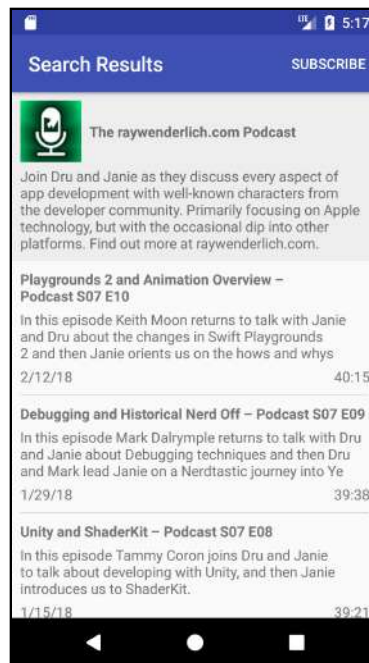 LTE 5:17
Search Results SUBSCRIBE
The raywenderlich.com Podcast
Join Dru and Janie as they discuss every aspect of
app development with well-known characters from
the developer community. Primarily focusing on Apple
technology, but with the occasional dip into other
platforms. Find out more at raywenderlich.com.
Playgrounds 2 and Animation Overview –
Podcast S07 E10
In this episode Keith Moon returns to talk with Janie
and Dru about the changes in Swift Playgrounds
2 and then Janie orients us on the hows and whys
2/12/18 40:15
Debugging and Historical Nerd Off – Podcast S07 E09
In this episode Mark Dalrymple returns to talk with Dru
and Janie about Debugging techniques and then Dru
and Mark lead Janie on a Nerdtastic journey into Ye
1/29/18 39:38
Unity and ShaderKit – Podcast S07 E08
In this episode Tammy Coron joins Dru and Janie
to talk about developing with Unity, and then Janie
introduces us to ShaderKit.
1/15/18 39:21